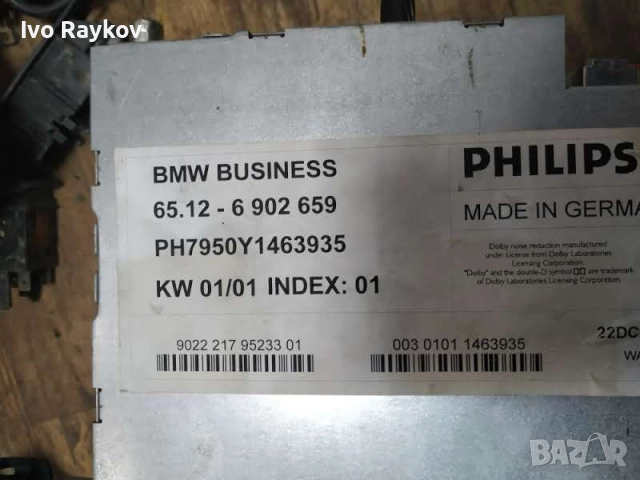 Ivo Raykov
BMW BUSINESS
65.12 - 6 902 659
PH7950Y1463935
KW 01/01 INDEX: 01
9022 217 95233 01
003 0101 1463935
PHILIPS
MADE IN GERMA
Dolby noise reduction manufactured
under License from Dolby Laboratories
Licensing Corporation.
"Dolby" and the double-D symbol are trademark
of Dolby Laboratories Licensing Corporation.
22DC
WA
BAZAR